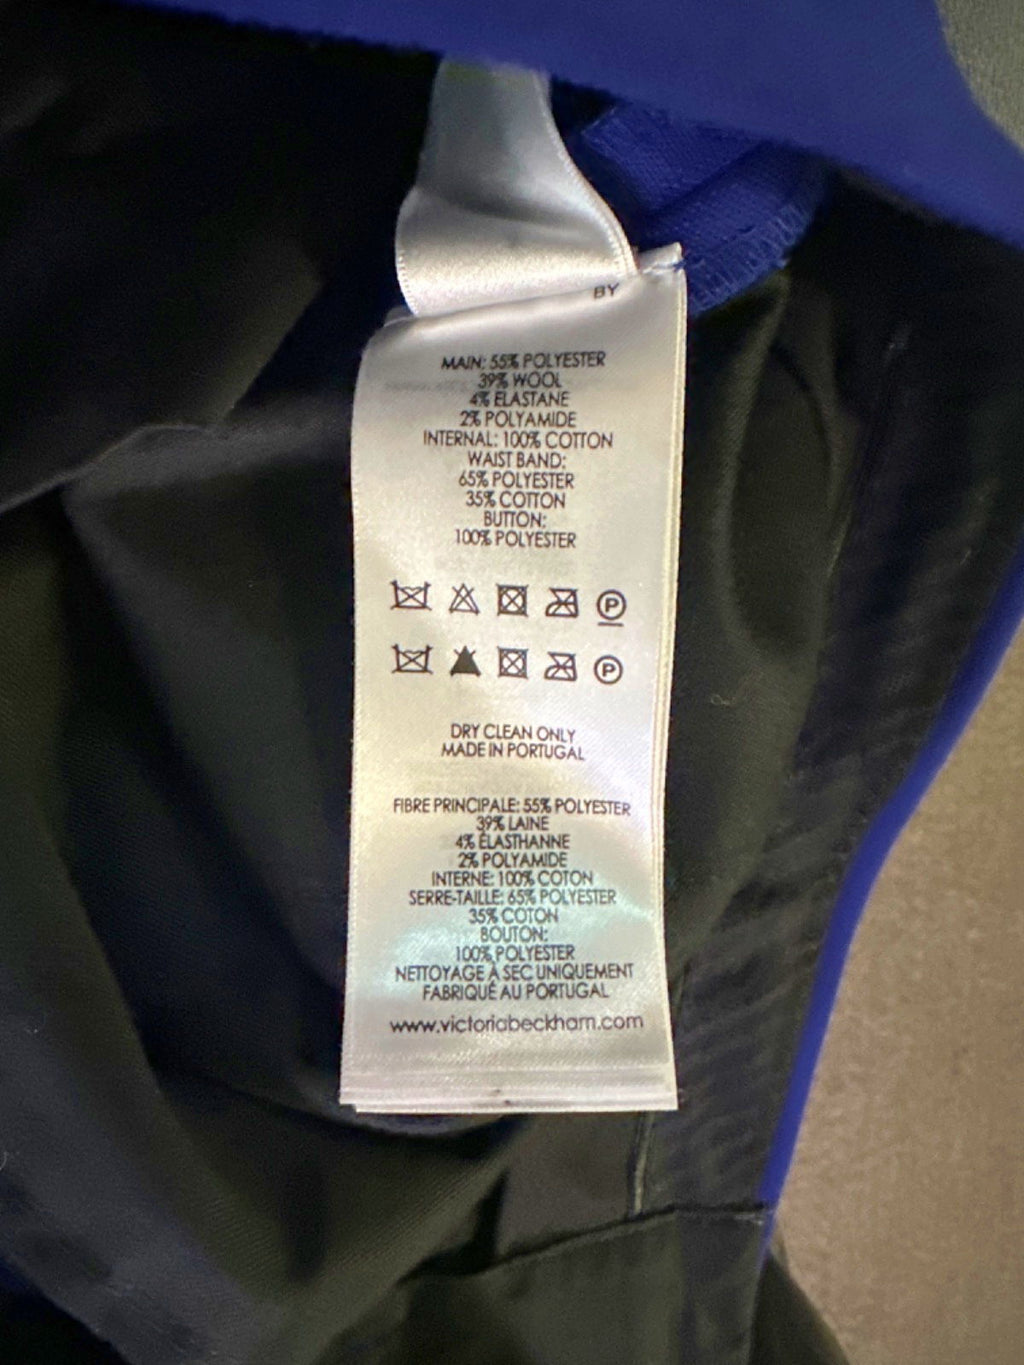 BY
MAIN: 55% POLYESTER
39% WOOL
4% ELASTANE
2% POLYAMIDE
INTERNAL: 100% COTTON
WAIST BAND:
65% POLYESTER
35% COTTON
BUTTON:
100% POLYESTER
P
P
DRY CLEAN ONLY
MADE IN PORTUGAL
FIBRE PRINCIPALE: 55% POLYESTER
39% LAINE
4% ÉLASTHANNE
2% POLYAMIDE
INTERNE: 100% COTON
SERRE-TAILLE: 65% POLYESTER
35% COTON
BOUTON:
100% POLYESTER
NETTOYAGE À SEC UNIQUEMENT
FABRIQUÉ AU PORTUGAL
www.victoriabeckham.com